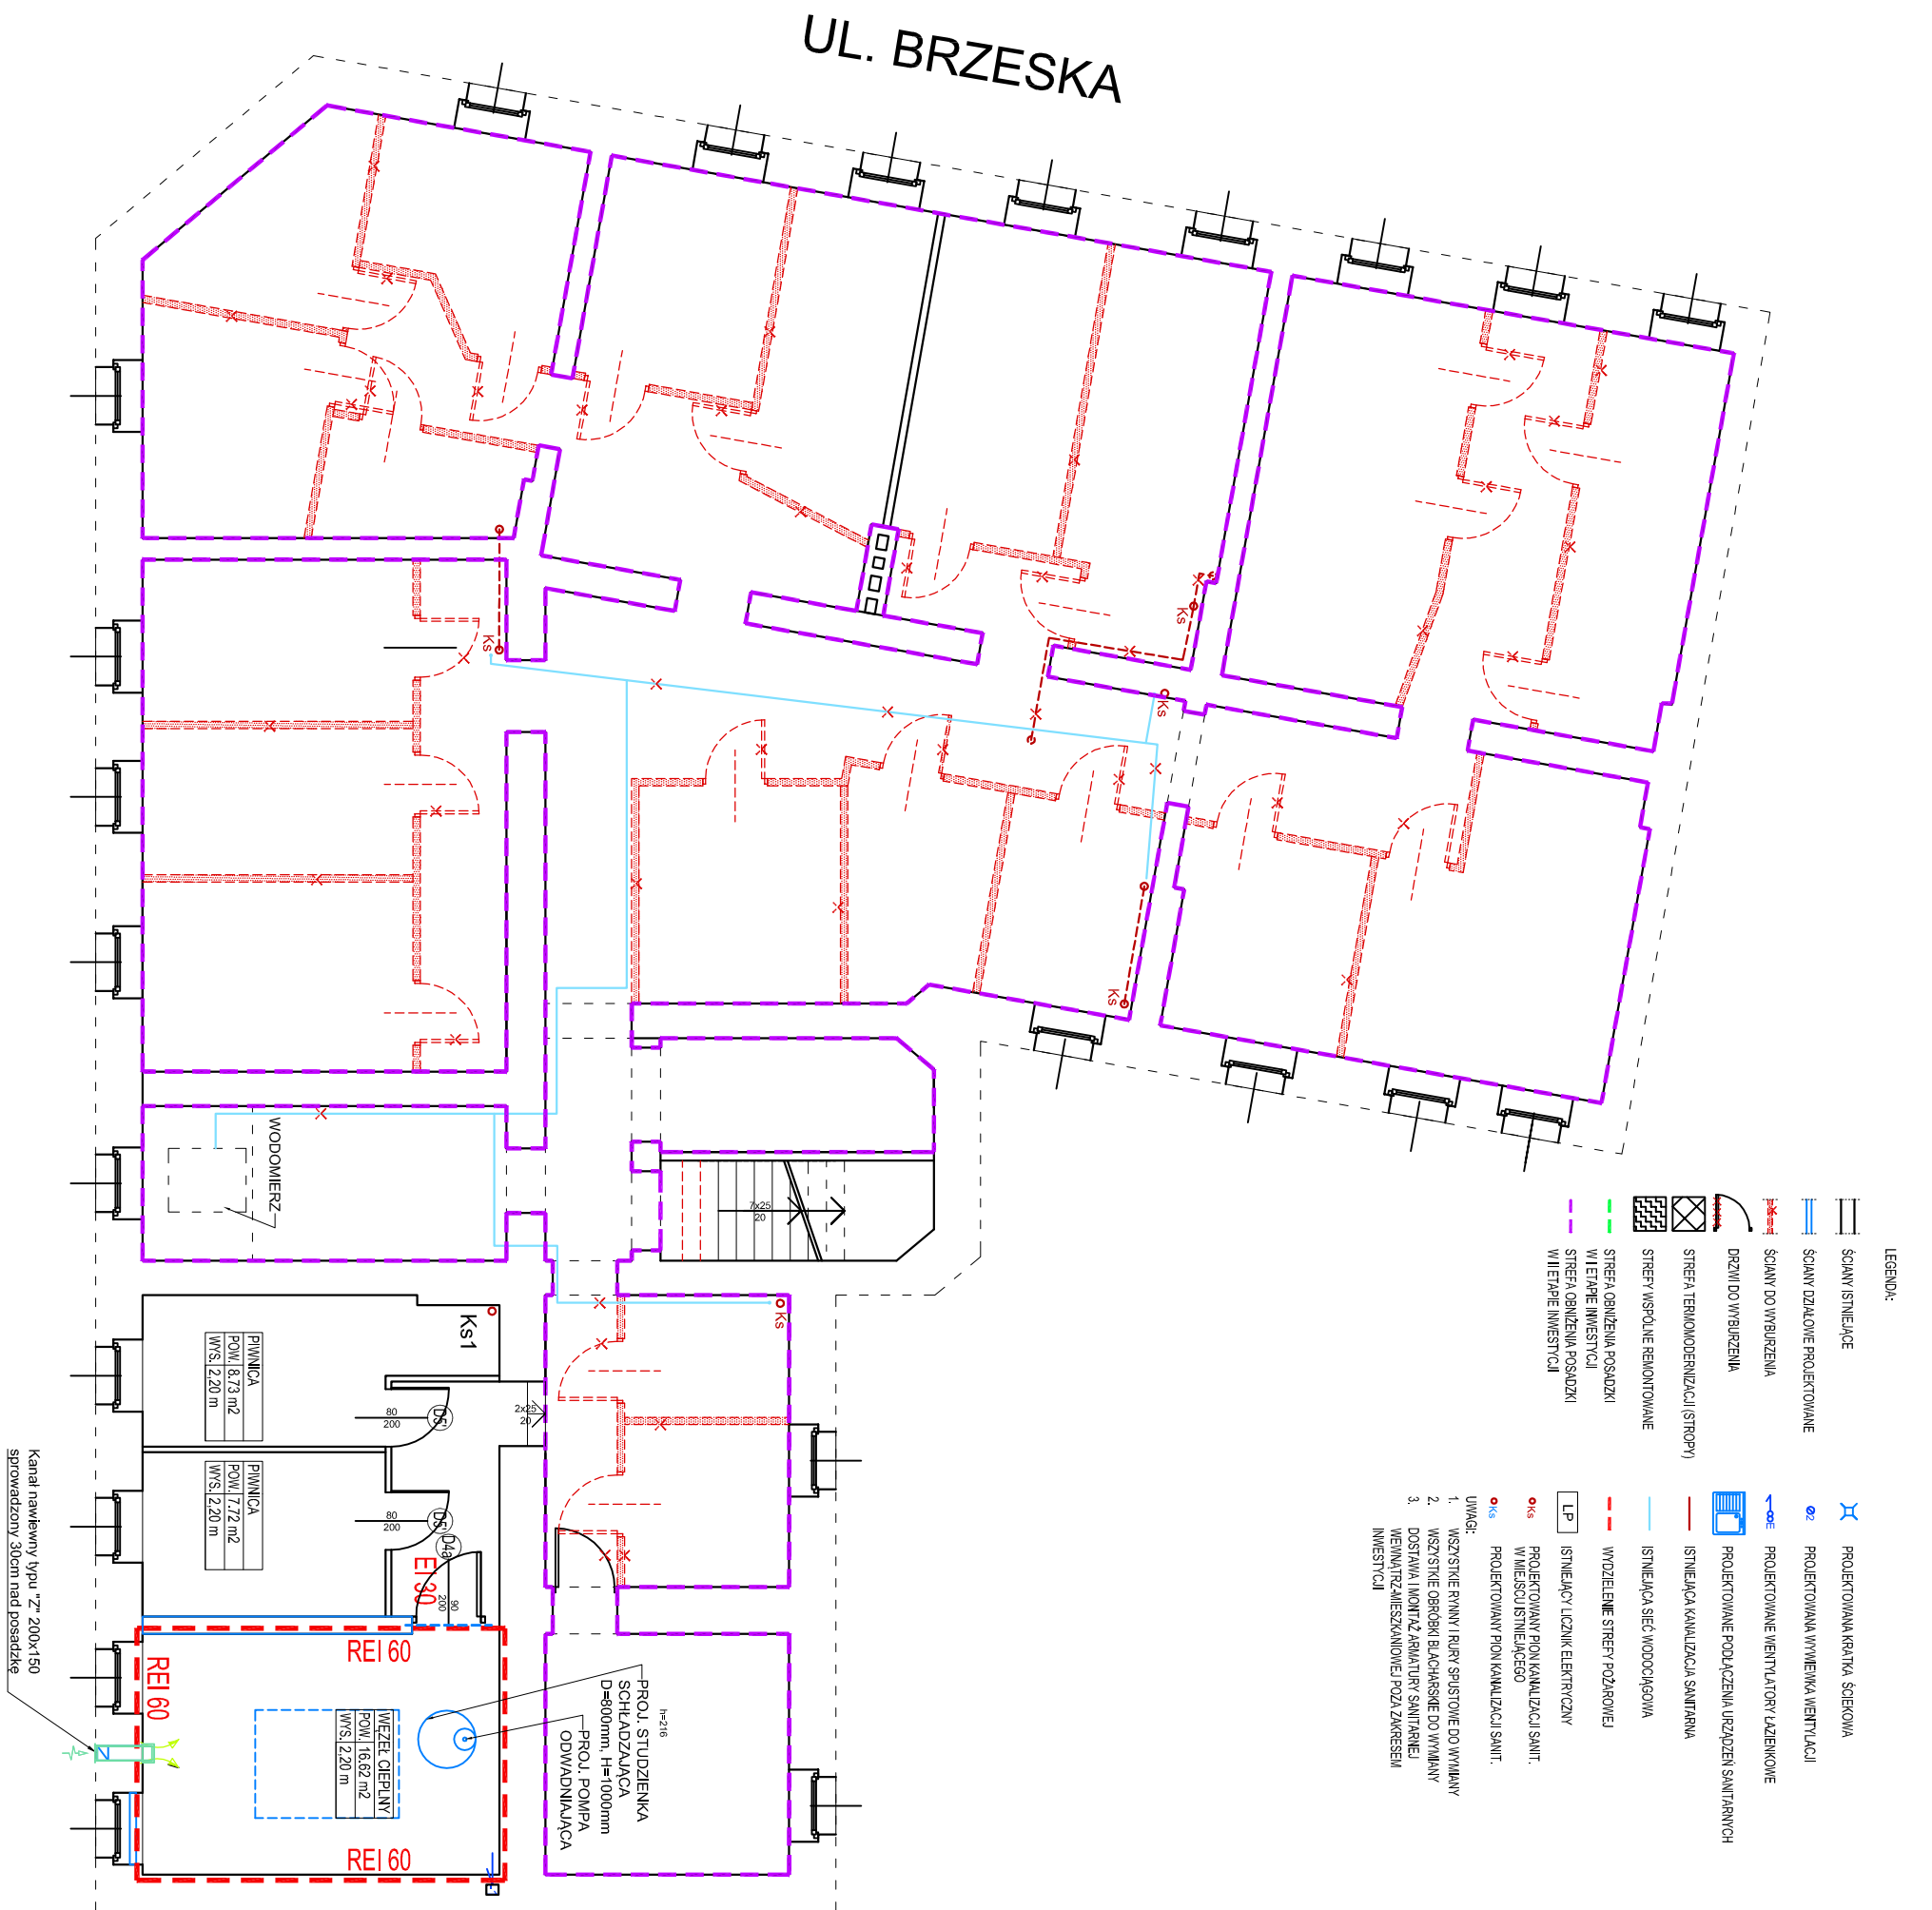 UL. BRZESKA
Ks
Ks
Ks
Ks
Ks
Ks1
WODOMIERZ
7x25
20
2x25
20
PIWNICA
POW. 8,73 m2
WYS. 2,20 m
80
200
D5'
PIWNICA
POW. 7,72 m2
WYS. 2,20 m
80
200
D5'
D4a
EI 30
90
200
REI 60
REI 60
REI 60
WĘZEŁ CIEPLNY
POW. 16,62 m2
WYS. 2,20 m
h=216
PROJ. STUDZIENKA
SCHŁADZAJĄCA
D=800mm, H=1000mm
PROJ. POMPA
ODWADNIAJĄCA
Z
Kanał nawiewny typu "Z" 200x150
sprowadzony 30cm nad posadzkę
LEGENDA:
ŚCIANY ISTNIEJĄCE
ŚCIANY DZIAŁOWE PROJEKTOWANE
ŚCIANY DO WYBURZENIA
DRZWI DO WYBURZENIA
STREFA TERMOMODERNIZACJI (STROPY)
STREFY WSPÓLNE REMONTOWANE
STREFA OBNIŻENIA POSADZKI
W I ETAPIE INWESTYCJI
STREFA OBNIŻENIA POSADZKI
W II ETAPIE INWESTYCJI
PROJEKTOWANA KRATKA ŚCIEKOWA
PROJEKTOWANA WYWIEWKA WENTYLACJI
PROJEKTOWANE WENTYLATORY ŁAZIENKOWE
PROJEKTOWANE PODŁĄCZENIA URZĄDZEŃ SANITARNYCH
ISTNIEJĄCA KANALIZACJA SANITARNA
ISTNIEJĄCA SIEĆ WODOCIĄGOWA
WYDZIELENIE STREFY POŻAROWEJ
LP ISTNIEJĄCY LICZNIK ELEKTRYCZNY
Ks PROJEKTOWANY PION KANALIZACJI SANIT.
W MIEJSCU ISTNIEJĄCEGO
Ks PROJEKTOWANY PION KANALIZACJI SANIT.
UWAGI:
1. WSZYSTKIE RYNNY I RURY SPUSTOWE DO WYMIANY
2. WSZYSTKIE OBRÓBKI BLACHARSKIE DO WYMIANY
3. DOSTAWA I MONTAŻ ARMATURY SANITARNEJ
WEWNĄTRZ-MIESZKANIOWEJ POZA ZAKRESEM
INWESTYCJI